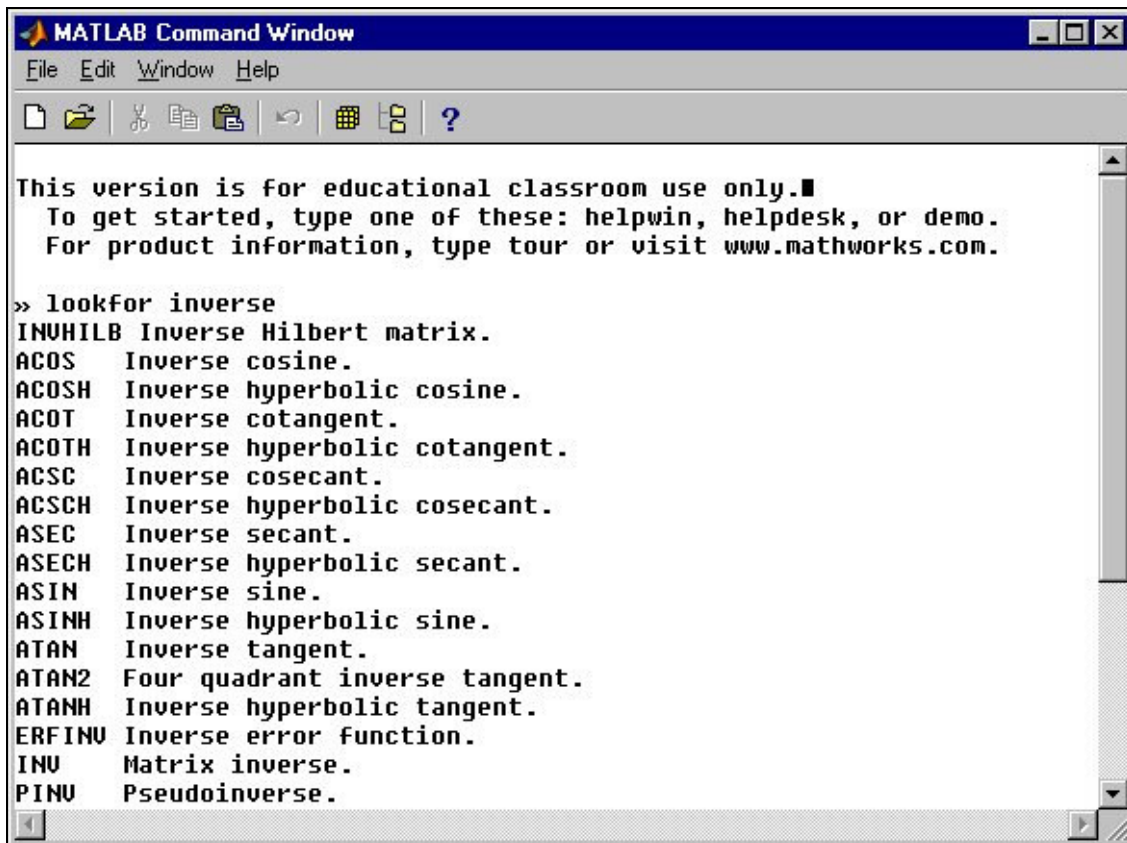 MATLAB Command Window
File Edit Window Help
?
This version is for educational classroom use only.
To get started, type one of these: helpwin, helpdesk, or demo.
For product information, type tour or visit www.mathworks.com.
» lookfor inverse
INVHILB Inverse Hilbert matrix.
ACOS Inverse cosine.
ACOSH Inverse hyperbolic cosine.
ACOT Inverse cotangent.
ACOTH Inverse hyperbolic cotangent.
ACSC Inverse cosecant.
ACSCH Inverse hyperbolic cosecant.
ASEC Inverse secant.
ASECH Inverse hyperbolic secant.
ASIN Inverse sine.
ASINH Inverse hyperbolic sine.
ATAN Inverse tangent.
ATAN2 Four quadrant inverse tangent.
ATANH Inverse hyperbolic tangent.
ERFINV Inverse error function.
INV Matrix inverse.
PINV Pseudoinverse.